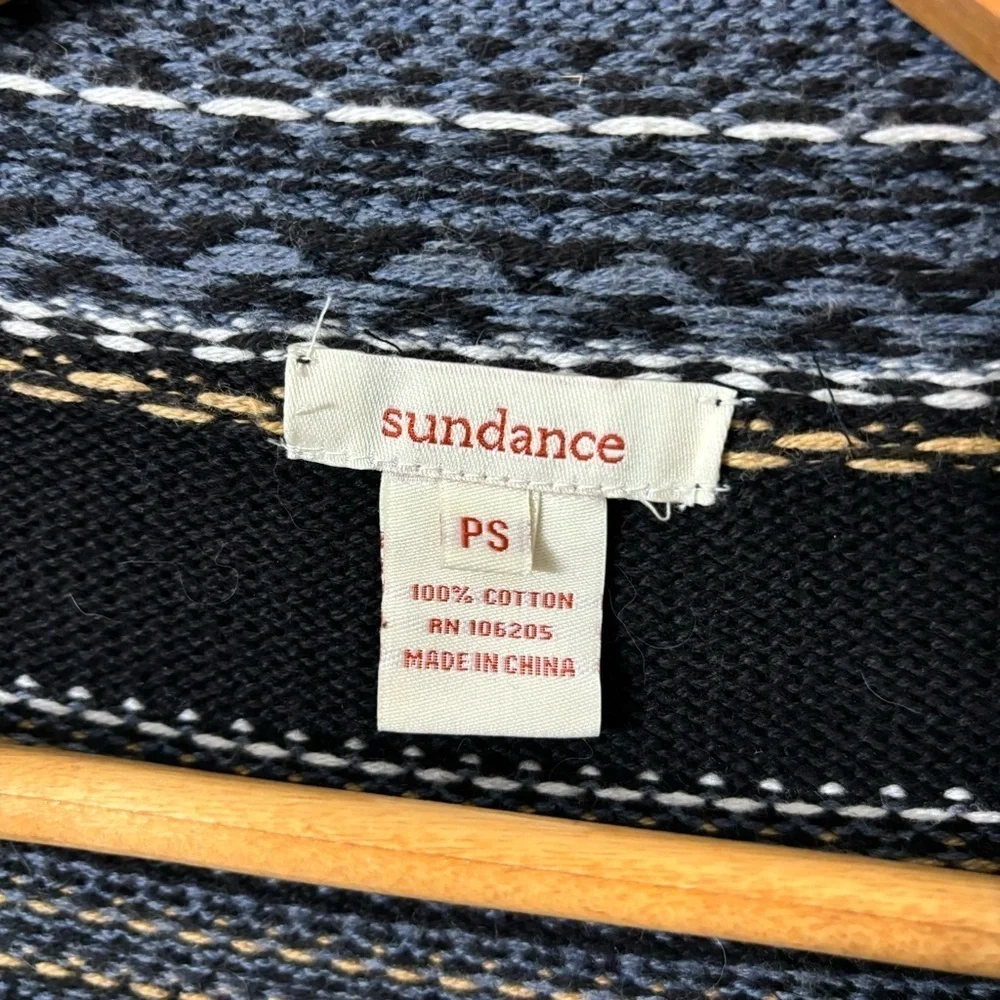 sundance
PS
100% COTTON
RN 106205
MADE IN CHINA